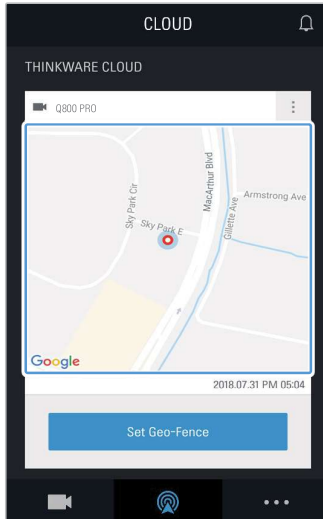 CLOUD
THINKWARE CLOUD
Q800 PRO
MacArthur Blvd
Armstrong Ave
Sky Park Cir
Sky Park E
Gillette Ave
Google
2018.07.31 PM 05:04
Set Geo-Fence